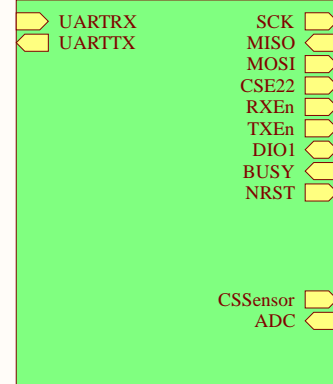 UARTRX SCK
UARTTX MISO
MOSI
CSE22
RXEn
TXEn
DIO1
BUSY
NRST
CSSensor
ADC